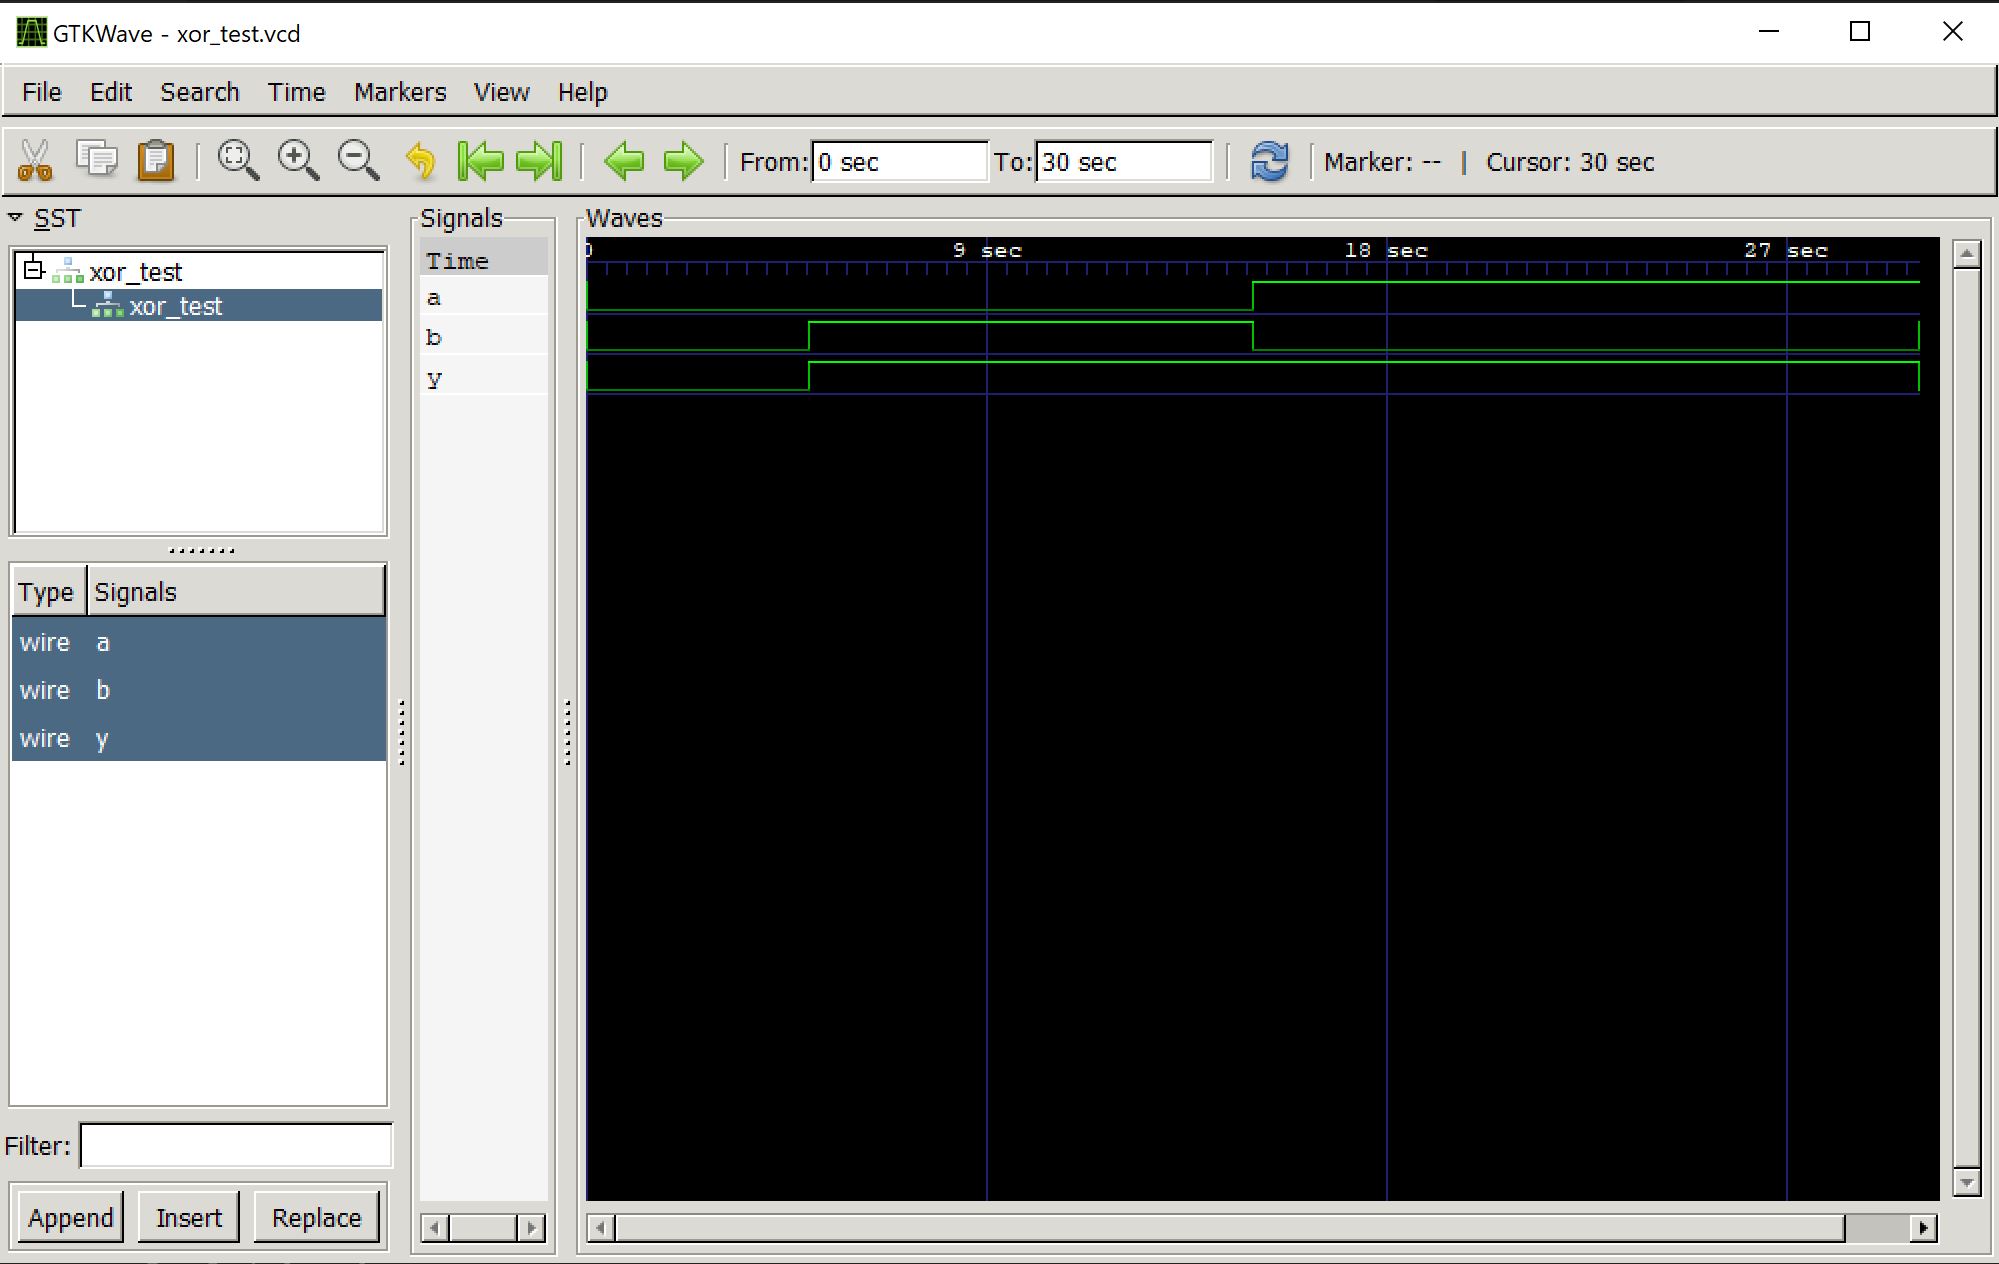 GTKWave - xor_test.vcd
File Edit Search Time Markers View Help
From: 0 sec To: 30 sec Marker: -- | Cursor: 30 sec
SST
xor_test
xor_test
Type Signals
wire a
wire b
wire y
Filter:
Append Insert Replace
Signals
Time
a
b
y
Waves
0 9 sec 18 sec 27 sec